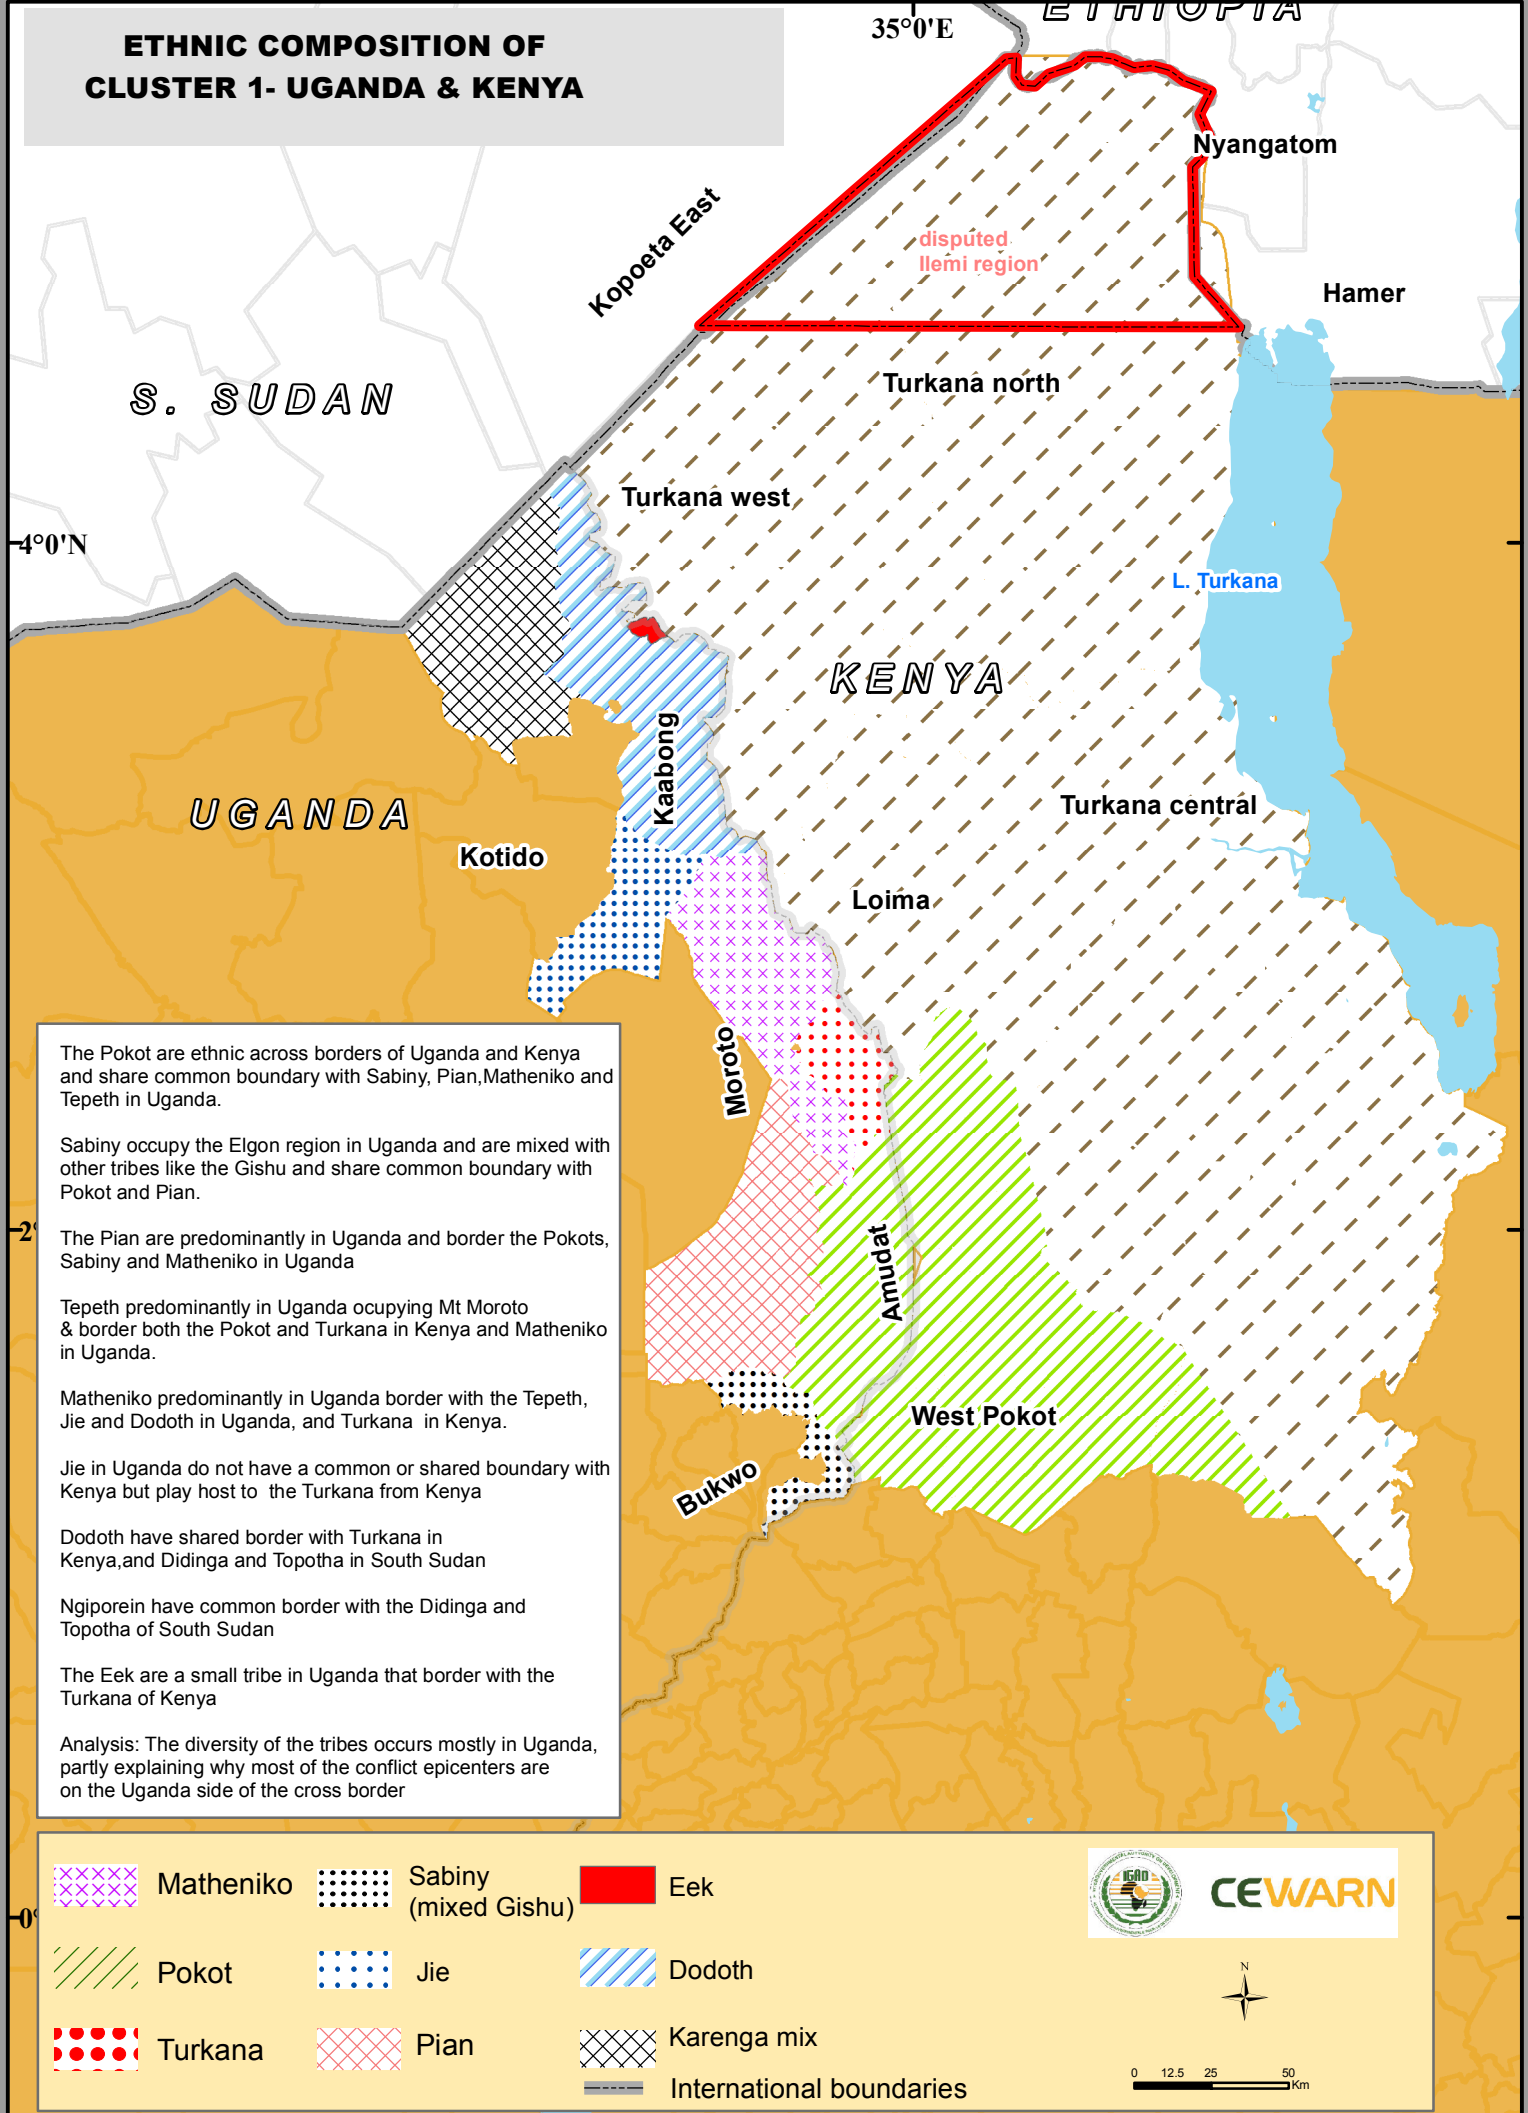 ETHNIC COMPOSITION OF
CLUSTER 1- UGANDA & KENYA
35°0'E
ETHIOPIA
Nyangatom
Kopoeta East
disputed
Ilemi region
Hamer
S. SUDAN
Turkana north
Turkana west
4°0'N
L. Turkana
KENYA
Kaabong
UGANDA
Turkana central
Kotido
Loima
Moroto
2°
Amudat
West Pokot
Bukwo
The Pokot are ethnic across borders of Uganda and Kenya
and share common boundary with Sabiny, Pian,Matheniko and
Tepeth in Uganda.
Sabiny occupy the Elgon region in Uganda and are mixed with
other tribes like the Gishu and share common boundary with
Pokot and Pian.
The Pian are predominantly in Uganda and border the Pokots,
Sabiny and Matheniko in Uganda
Tepeth predominantly in Uganda ocupying Mt Moroto
& border both the Pokot and Turkana in Kenya and Matheniko
in Uganda.
Matheniko predominantly in Uganda border with the Tepeth,
Jie and Dodoth in Uganda, and Turkana in Kenya.
Jie in Uganda do not have a common or shared boundary with
Kenya but play host to the Turkana from Kenya
Dodoth have shared border with Turkana in
Kenya,and Didinga and Topotha in South Sudan
Ngiporein have common border with the Didinga and
Topotha of South Sudan
The Eek are a small tribe in Uganda that border with the
Turkana of Kenya
Analysis: The diversity of the tribes occurs mostly in Uganda,
partly explaining why most of the conflict epicenters are
on the Uganda side of the cross border
0°
Matheniko
Pokot
Turkana
Sabiny
(mixed Gishu)
Jie
Pian
Eek
Dodoth
Karenga mix
International boundaries
IGAD
CEWARN
N
0 12.5 25 50
Km